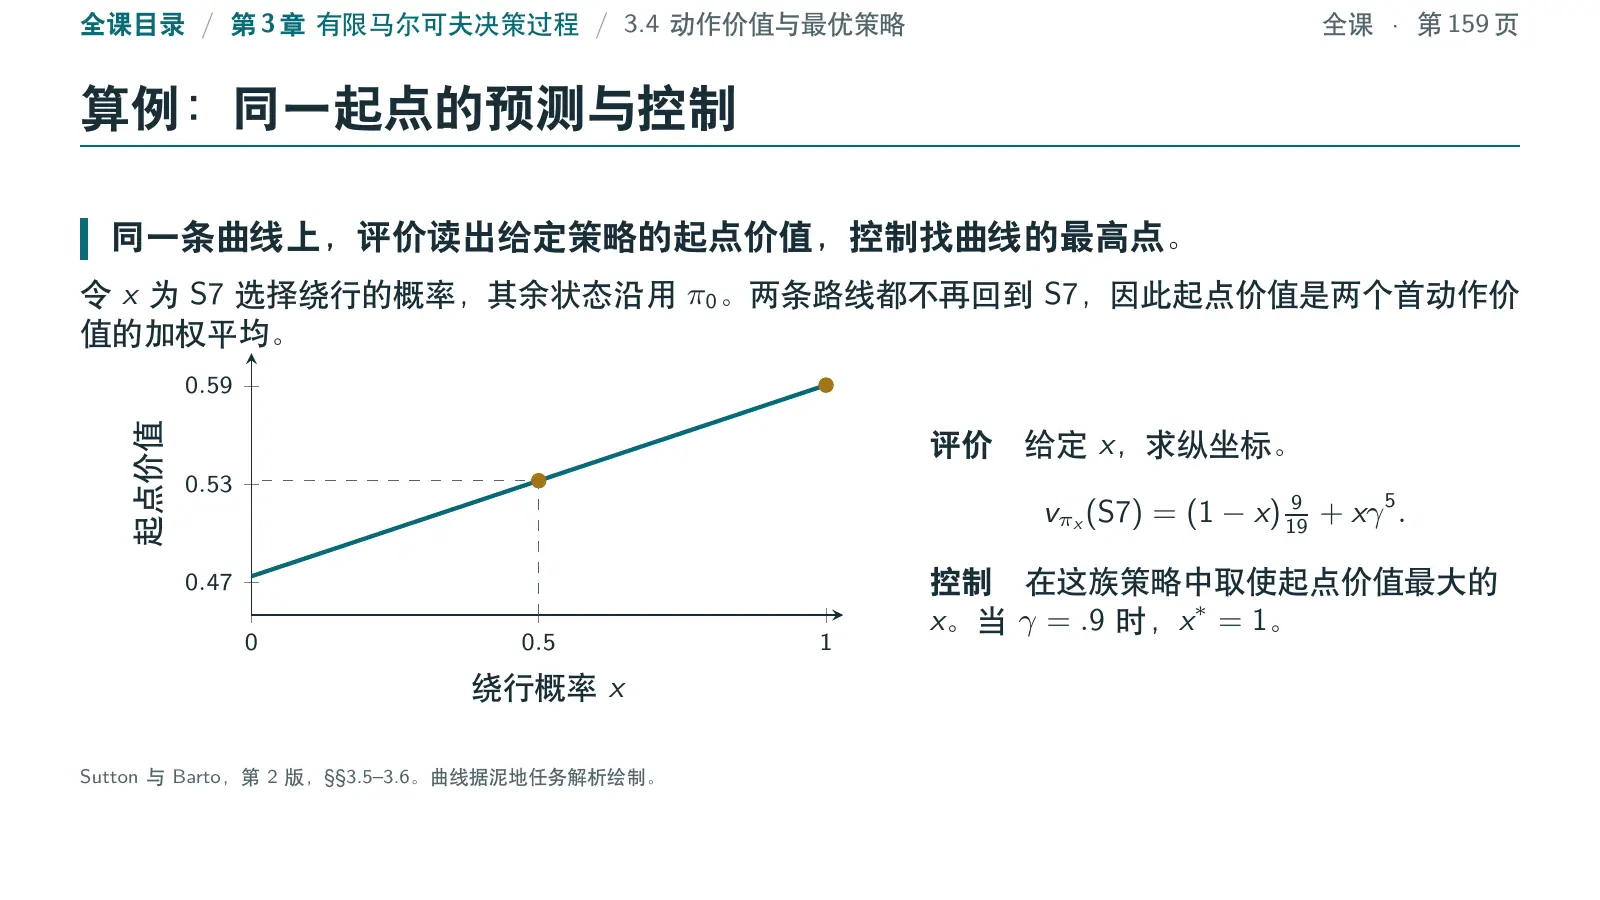 全课目录 / 第 3 章 有限马尔可夫决策过程 / 3.4 动作价值与最优策略
全课 · 第 159 页
算例：同一起点的预测与控制
同一条曲线上，评价读出给定策略的起点价值，控制找曲线的最高点。
令 x 为 S7 选择绕行的概率，其余状态沿用 π₀。两条路线都不再回到 S7，因此起点价值是两个首动作价
值的加权平均。
起点价值
0.59
0.53
0.47
0 0.5 1
绕行概率 x
评价 给定 x，求纵坐标。
v_{π_x}(S7) = (1 − x) 9/19 + xγ⁵.
控制 在这族策略中取使起点价值最大的
x。当 γ = .9 时，x* = 1。
Sutton 与 Barto，第 2 版，§§3.5–3.6。曲线据泥地任务解析绘制。